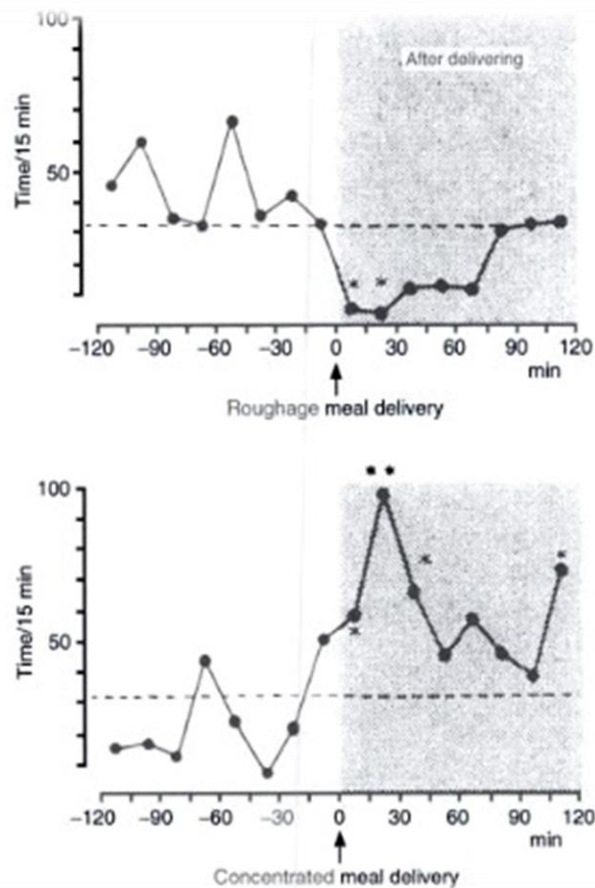 100
After delivering
Time/15 min
50
−120 −90 −60 −30 0 30 60 90 120
min
Roughage meal delivery
100
Time/15 min
50
−120 −90 −60 −30 0 30 60 90 120
min
Concentrated meal delivery